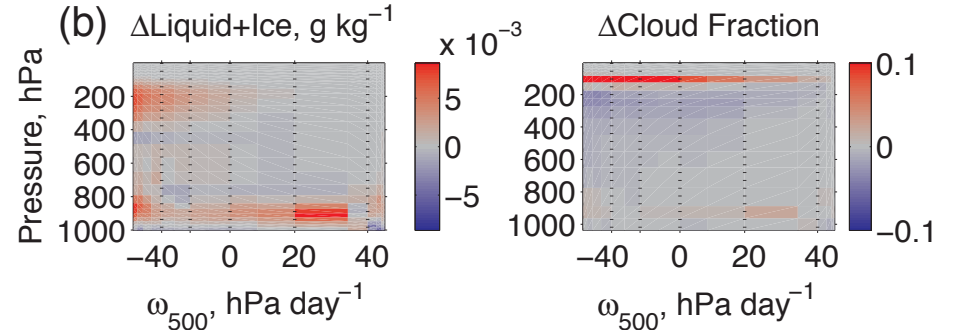 (b) ΔLiquid+Ice, g kg⁻¹
ΔCloud Fraction
x 10⁻³
Pressure, hPa
200
400
600
800
1000
−40 0 20 40
ω₅₀₀, hPa day⁻¹
5
0
−5
200
400
600
800
1000
−40 0 20 40
ω₅₀₀, hPa day⁻¹
0.1
0
−0.1